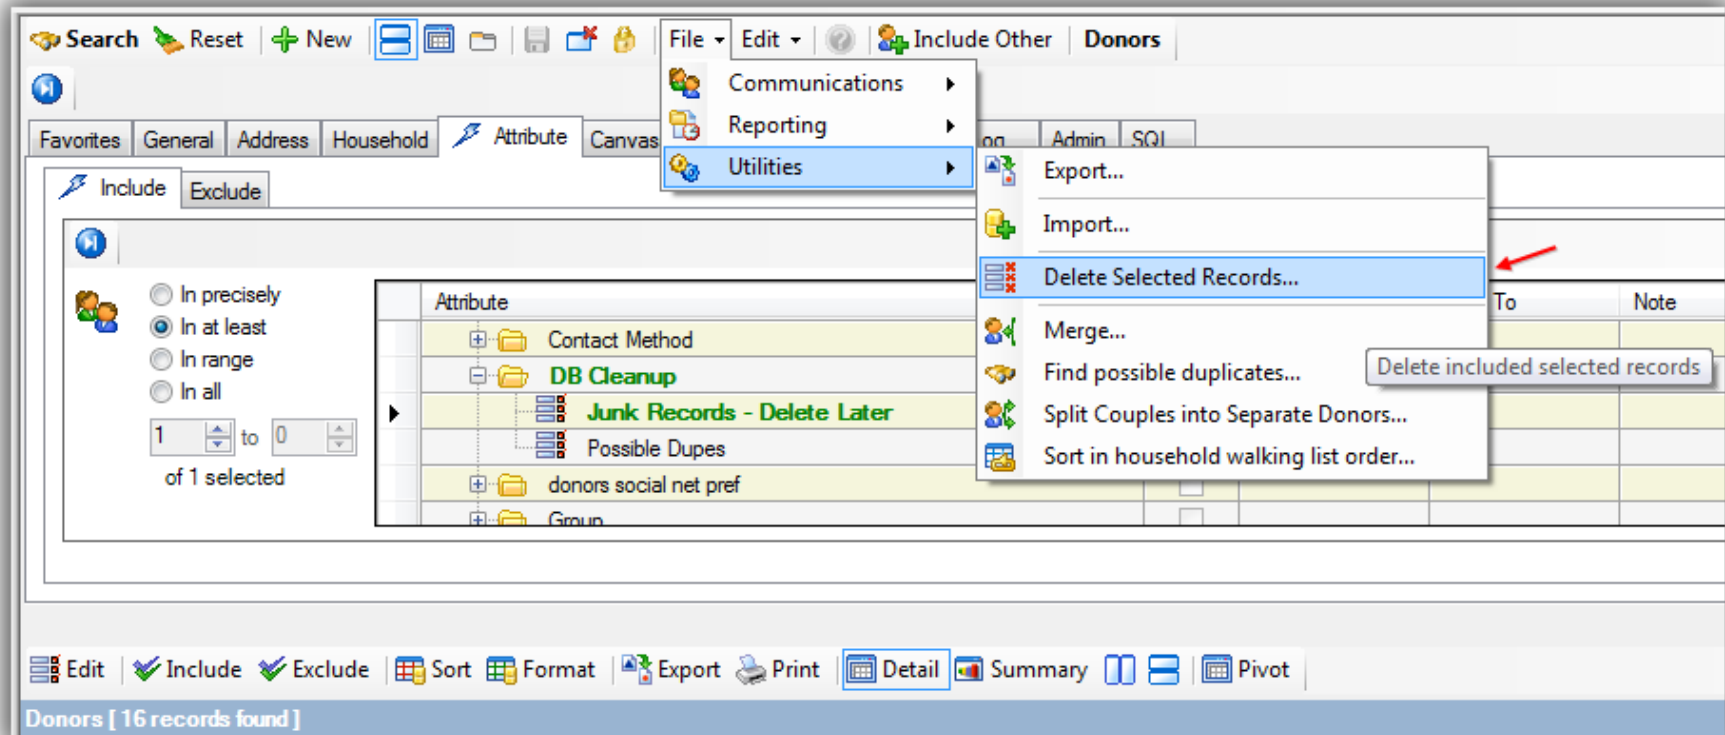 Search Reset New File Edit Include Other Donors
Communications
Reporting
Utilities
Favorites General Address Household Attribute Canvas Admin SQL
Include Exclude
Export...
Import...
Delete Selected Records...
Merge...
Find possible duplicates...
Split Couples into Separate Donors...
Sort in household walking list order...
Delete included selected records
In precisely
In at least
In range
In all
1 to 0
of 1 selected
Attribute To Note
Contact Method
DB Cleanup
Junk Records - Delete Later
Possible Dupes
donors social net pref
Group
Edit Include Exclude Sort Format Export Print Detail Summary Pivot
Donors [ 16 records found ]